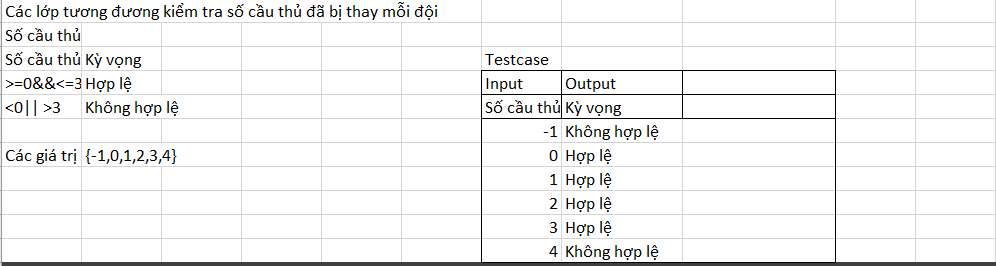 Các lớp tương đương kiểm tra số cầu thủ đã bị thay mỗi đội
Số cầu thủ
Số cầu thủ Kỳ vọng
>=0&&<=3 Hợp lệ
<0|| >3 Không hợp lệ
Các giá trị {-1,0,1,2,3,4}
Testcase
Input Output
Số cầu thủ Kỳ vọng
-1 Không hợp lệ
0 Hợp lệ
1 Hợp lệ
2 Hợp lệ
3 Hợp lệ
4 Không hợp lệ